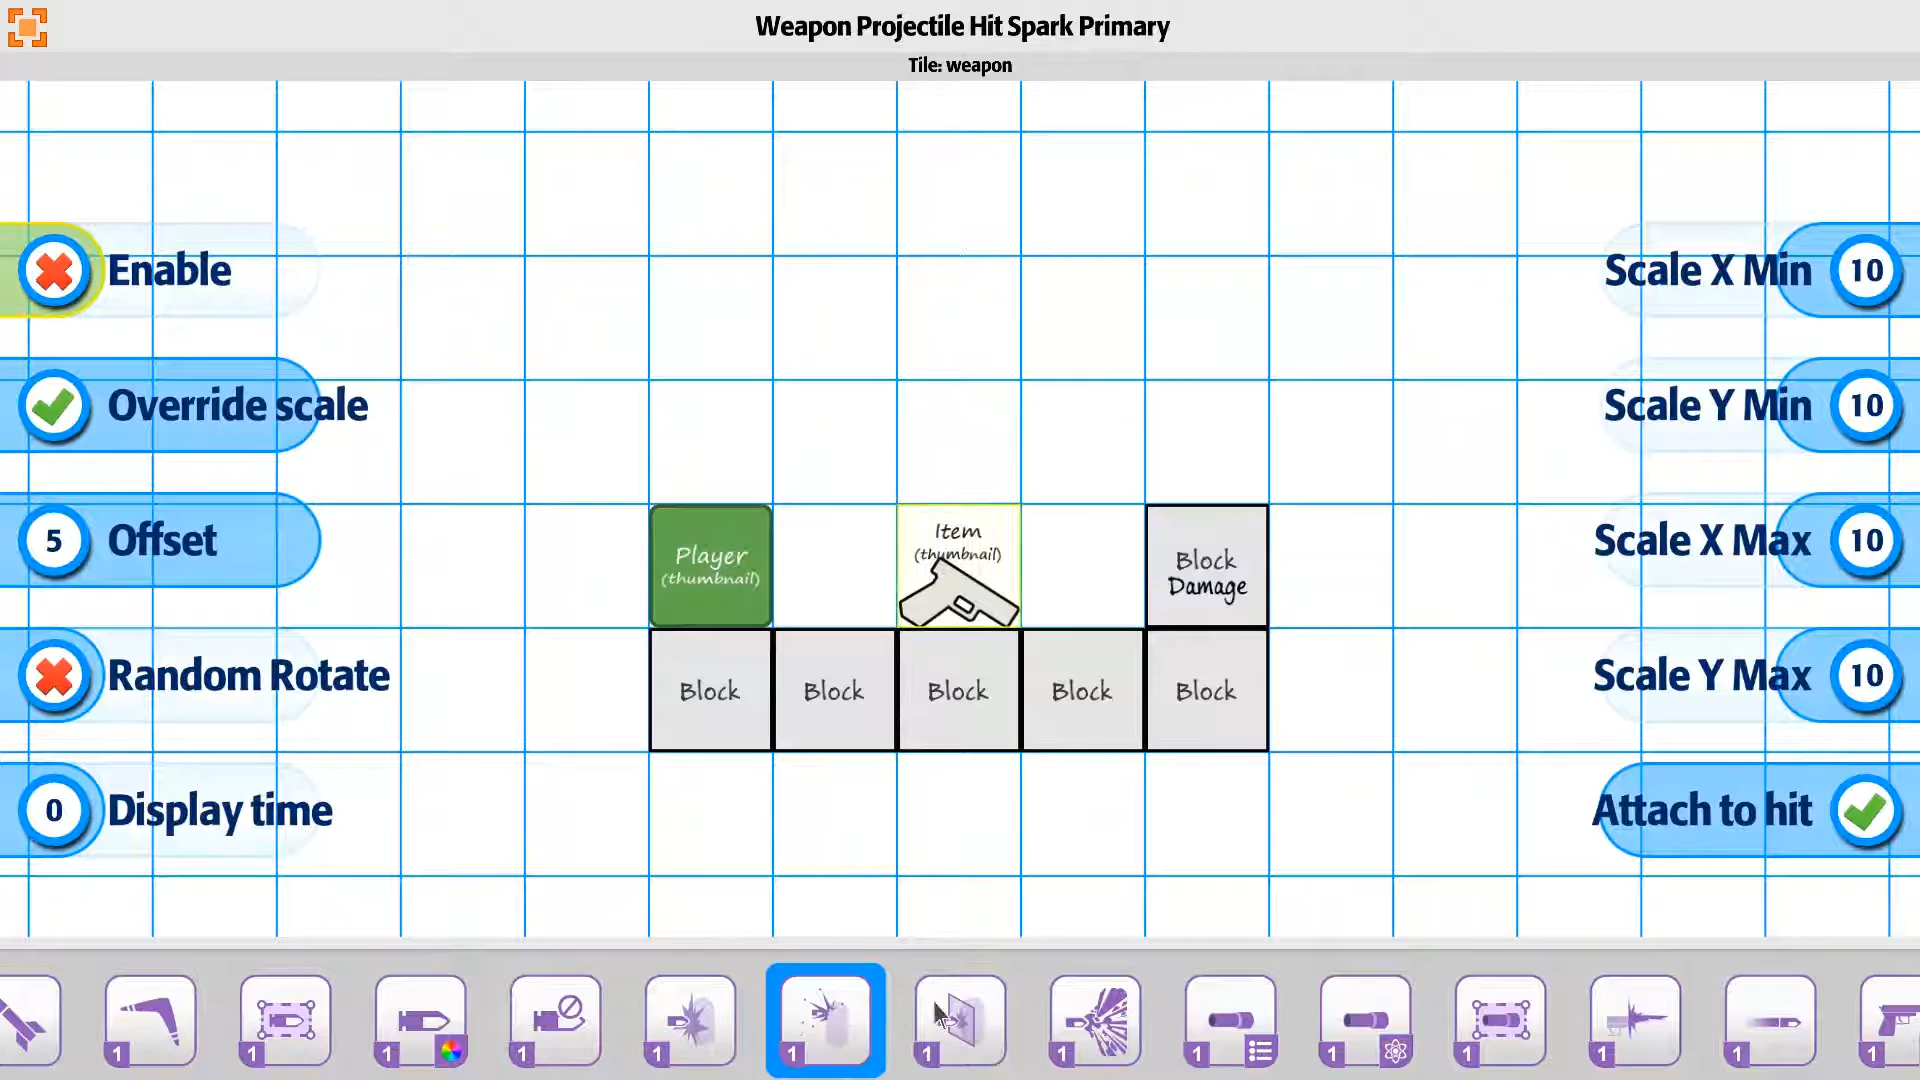 Weapon Projectile Hit Spark Primary
Tile: weapon
Enable
Override scale
5 Offset
Random Rotate
0 Display time
Scale X Min 10
Scale Y Min 10
Scale X Max 10
Scale Y Max 10
Attach to hit
Player
(thumbnail)
Item
(thumbnail)
Block
Damage
Block Block Block Block Block
1 1 1 1 1 1 1 1 1 1 1 1 1 1